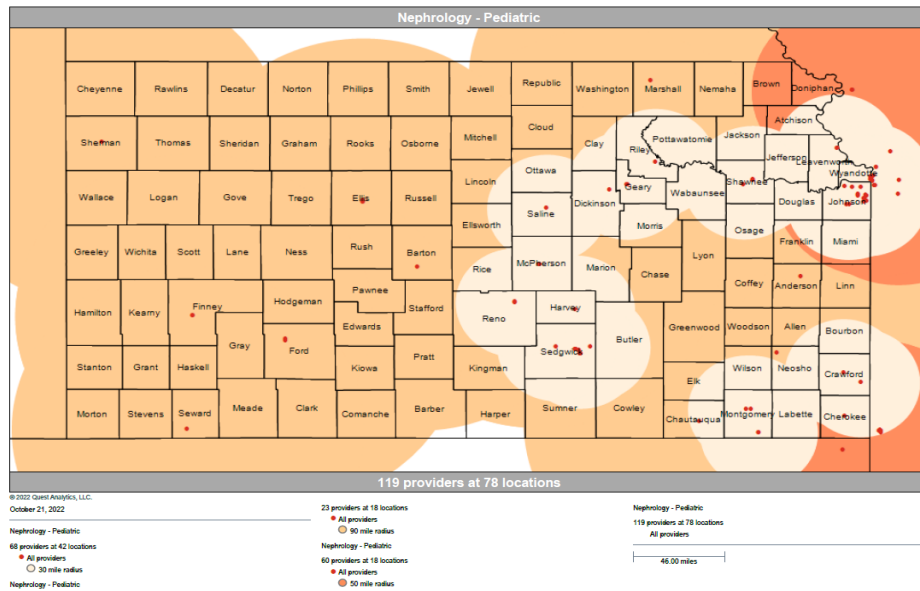 Nephrology - Pediatric
Cheyenne Rawlins Decatur Norton Phillips Smith Jewell Republic Washington Marshall Nemaha Brown Doniphan
Atchison
Sherman Thomas Sheridan Graham Rooks Osborne Mitchell Cloud Clay Riley Pottawatomie Jackson Jefferson Leavenworth
Wyandotte
Wallace Logan Gove Trego Ellis Russell Lincoln Ottawa Geary Wabaunsee Shawnee Douglas Johnson
Saline Dickinson
Ellsworth Morris Osage Franklin Miami
Greeley Wichita Scott Lane Ness Rush Barton Rice McPherson Marion Chase Lyon
Coffey Anderson Linn
Hamilton Kearny Finney Hodgeman Pawnee Stafford Reno Harvey
Gray Ford Edwards Butler Greenwood Woodson Allen Bourbon
Sedgwick
Stanton Grant Haskell Kiowa Pratt Kingman Elk Wilson Neosho Crawford
Morton Stevens Seward Meade Clark Comanche Barber Harper Sumner Cowley Chautauqua Montgomery Labette Cherokee
119 providers at 78 locations
© 2022 Quest Analytics, LLC.
October 21, 2022
Nephrology - Pediatric
68 providers at 42 locations
All providers
30 mile radius
Nephrology - Pediatric
23 providers at 18 locations
All providers
90 mile radius
Nephrology - Pediatric
60 providers at 18 locations
All providers
50 mile radius
Nephrology - Pediatric
119 providers at 78 locations
All providers
46.00 miles